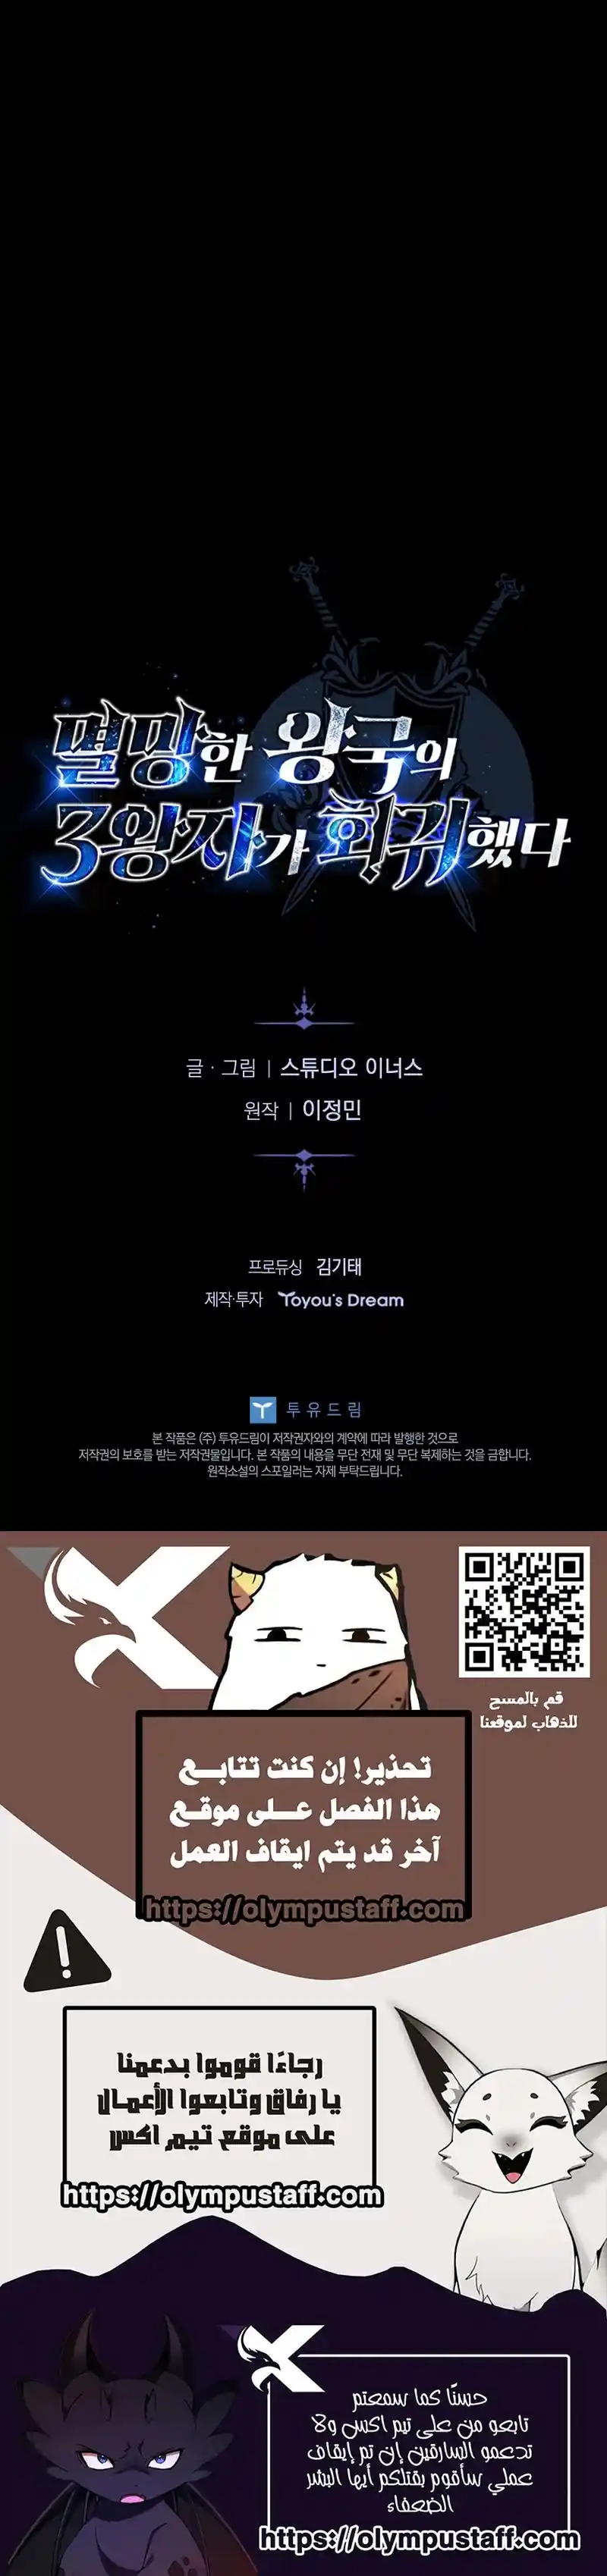 멸망한 왕국의
3왕자가 회귀했다
글·그림 | 스튜디오 이너스
원작 | 이정민
프로듀싱 김기태
제작·투자 Toyou's Dream
투유드림
본 작품은 (주) 투유드림이 저작권자와의 계약에 따라 발행한 것으로
저작권의 보호를 받는 저작권물입니다. 본 작품의 내용을 무단 전재 및 무단 복제하는 것을 금합니다.
원작소설의 스포일러는 자제 부탁드립니다.
قم بالمسح
للذهاب لموقعنا
تحذير! إن كنت تتابع
هذا الفصل على موقع
آخر قد يتم ايقاف العمل
https://olympustaff.com
رجاءًا قوموا بدعمنا
يا رفاق وتابعوا الأعمال
على موقع تيم اكس
https://olympustaff.com
حسنًا كما سمعتم
تابعو من على تيم اكس ولا
تدعمو السارقين إن تم إيقاف
عملي سأقوم بقتلكم أيها البشر
الضعفاء
https://olympustaff.com